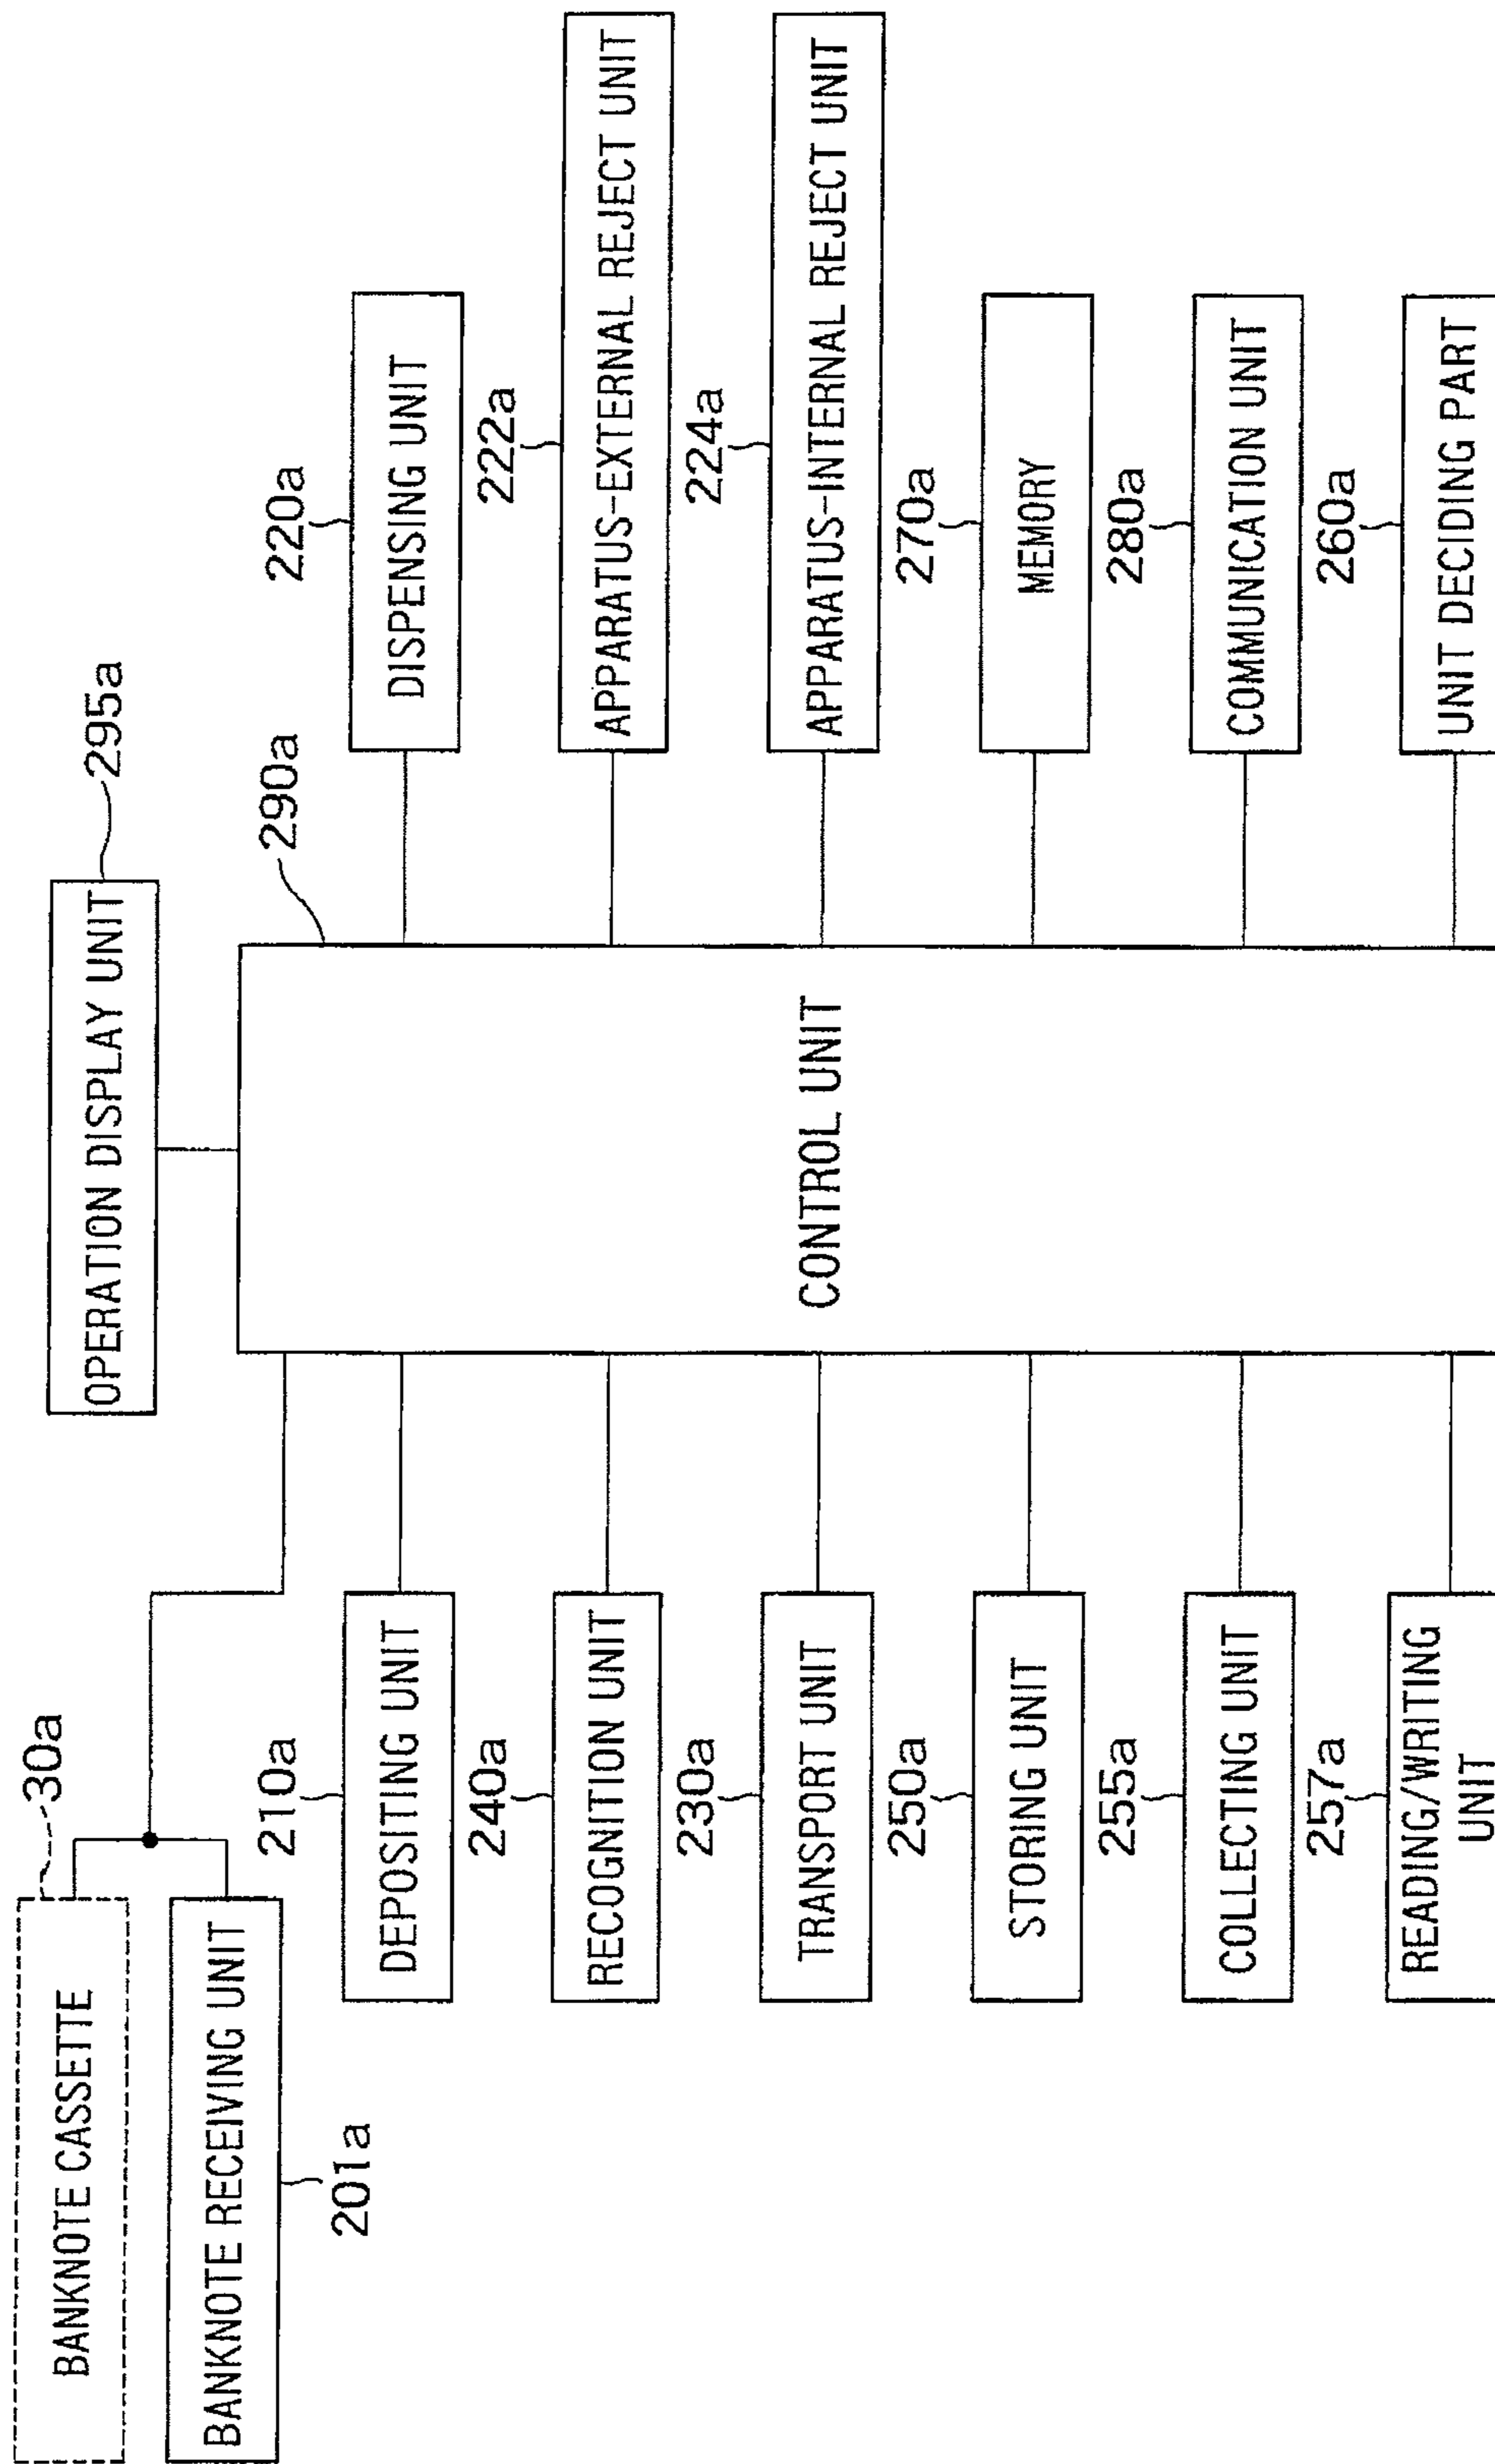 295a
OPERATION DISPLAY UNIT
30a
BANKNOTE CASSETTE
BANKNOTE RECEIVING UNIT
201a
290a
CONTROL UNIT
210a
DEPOSITING UNIT
240a
RECOGNITION UNIT
230a
TRANSPORT UNIT
250a
STORING UNIT
255a
COLLECTING UNIT
257a
READING/WRITING
UNIT
220a
DISPENSING UNIT
222a
APPARATUS-EXTERNAL REJECT UNIT
224a
APPARATUS-INTERNAL REJECT UNIT
270a
MEMORY
280a
COMMUNICATION UNIT
260a
UNIT DECIDING PART